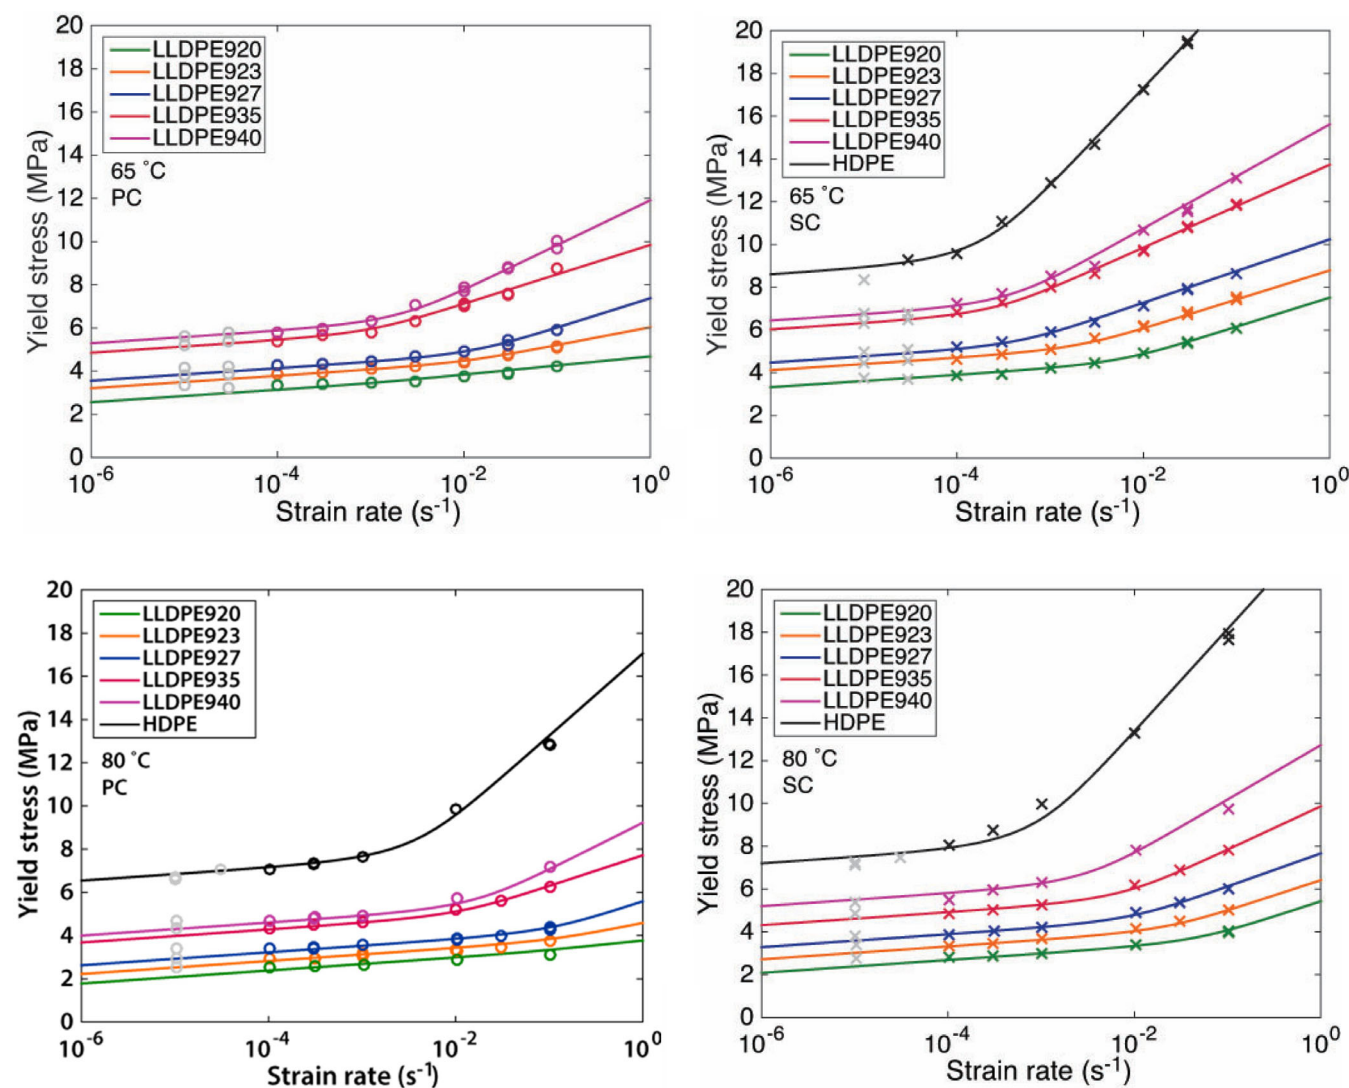 20
18
16
14
12
10
8
6
4
2
0
Yield stress (MPa)
LLDPE920
LLDPE923
LLDPE927
LLDPE935
LLDPE940
65 ˚C
PC
10⁻⁶
10⁻⁴
10⁻²
10⁰
Strain rate (s⁻¹)
20
18
16
14
12
10
8
6
4
2
0
Yield stress (MPa)
LLDPE920
LLDPE923
LLDPE927
LLDPE935
LLDPE940
HDPE
65 ˚C
SC
10⁻⁶
10⁻⁴
10⁻²
10⁰
Strain rate (s⁻¹)
20
18
16
14
12
10
8
6
4
2
0
Yield stress (MPa)
LLDPE920
LLDPE923
LLDPE927
LLDPE935
LLDPE940
HDPE
80 ˚C
PC
10⁻⁶
10⁻⁴
10⁻²
10⁰
Strain rate (s⁻¹)
20
18
16
14
12
10
8
6
4
2
0
Yield stress (MPa)
LLDPE920
LLDPE923
LLDPE927
LLDPE935
LLDPE940
HDPE
80 ˚C
SC
10⁻⁶
10⁻⁴
10⁻²
10⁰
Strain rate (s⁻¹)